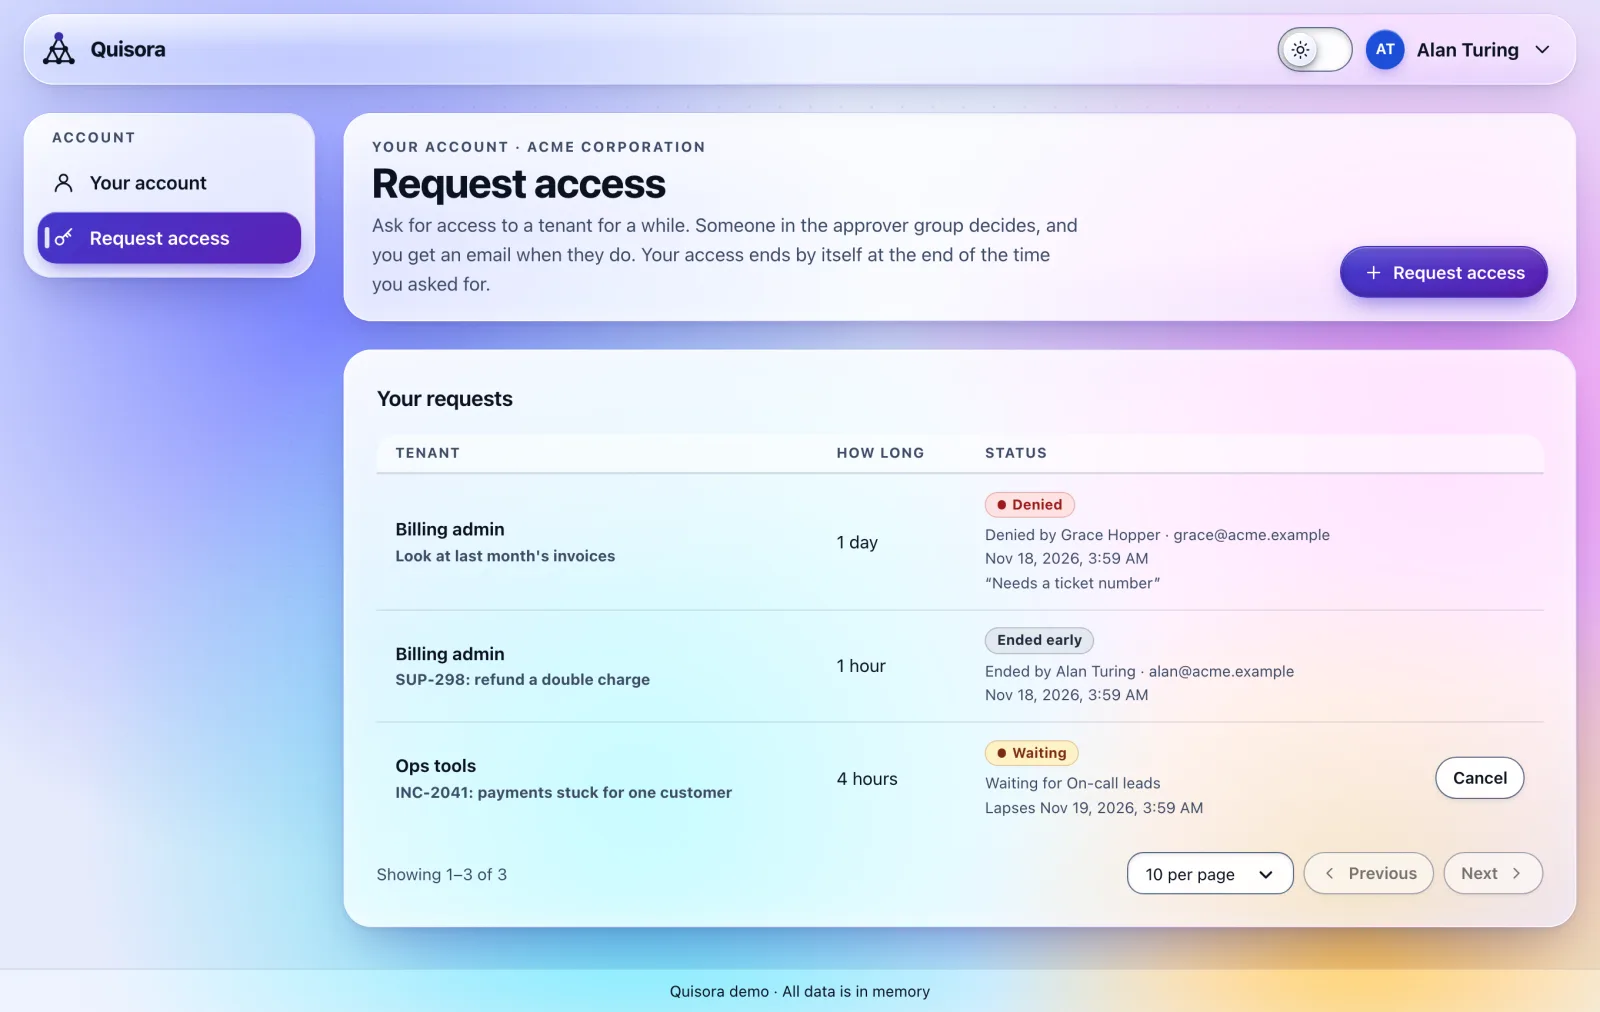 Quisora
AT
Alan Turing
ACCOUNT
Your account
Request access
YOUR ACCOUNT · ACME CORPORATION
Request access
Ask for access to a tenant for a while. Someone in the approver group decides, and
you get an email when they do. Your access ends by itself at the end of the time
you asked for.
Request access
Your requests
TENANT
HOW LONG
STATUS
Billing admin
Look at last month's invoices
1 day
Denied
Denied by Grace Hopper · grace@acme.example
Nov 18, 2026, 3:59 AM
“Needs a ticket number”
Billing admin
SUP-298: refund a double charge
1 hour
Ended early
Ended by Alan Turing · alan@acme.example
Nov 18, 2026, 3:59 AM
Ops tools
INC-2041: payments stuck for one customer
4 hours
Waiting
Waiting for On-call leads
Lapses Nov 19, 2026, 3:59 AM
Cancel
Showing 1–3 of 3
10 per page
Previous
Next
Quisora demo · All data is in memory